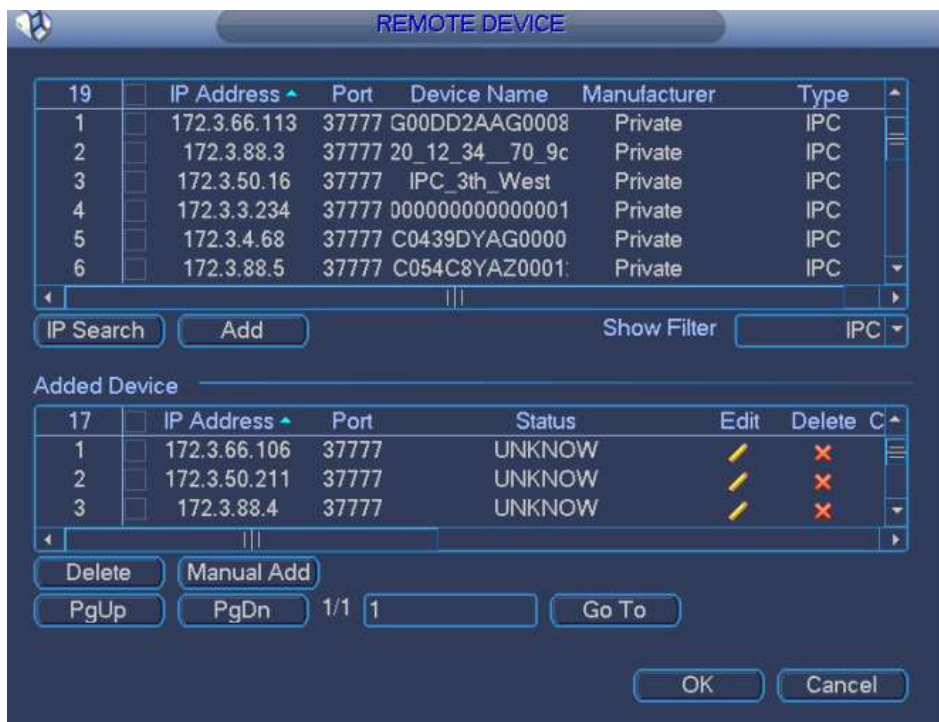 REMOTE DEVICE
19 IP Address Port Device Name Manufacturer Type
1 172.3.66.113 37777 G00DD2AAG0008 Private IPC
2 172.3.88.3 37777 20_12_34__70_9c Private IPC
3 172.3.50.16 37777 IPC_3th_West Private IPC
4 172.3.3.234 37777 0000000000000001 Private IPC
5 172.3.4.68 37777 C0439DYAG0000 Private IPC
6 172.3.88.5 37777 C054C8YAZ0001: Private IPC
IP Search Add Show Filter IPC
Added Device
17 IP Address Port Status Edit Delete C
1 172.3.66.106 37777 UNKNOW
2 172.3.50.211 37777 UNKNOW
3 172.3.88.4 37777 UNKNOW
Delete Manual Add
PgUp PgDn 1/1 1 Go To
OK Cancel